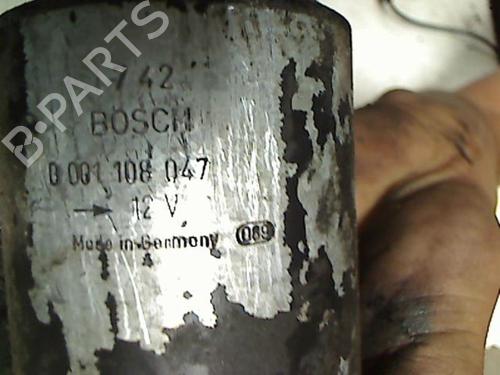 B-PARTS
742
BOSCH
0 001 108 047
→ 12 V
Made in Germany 069